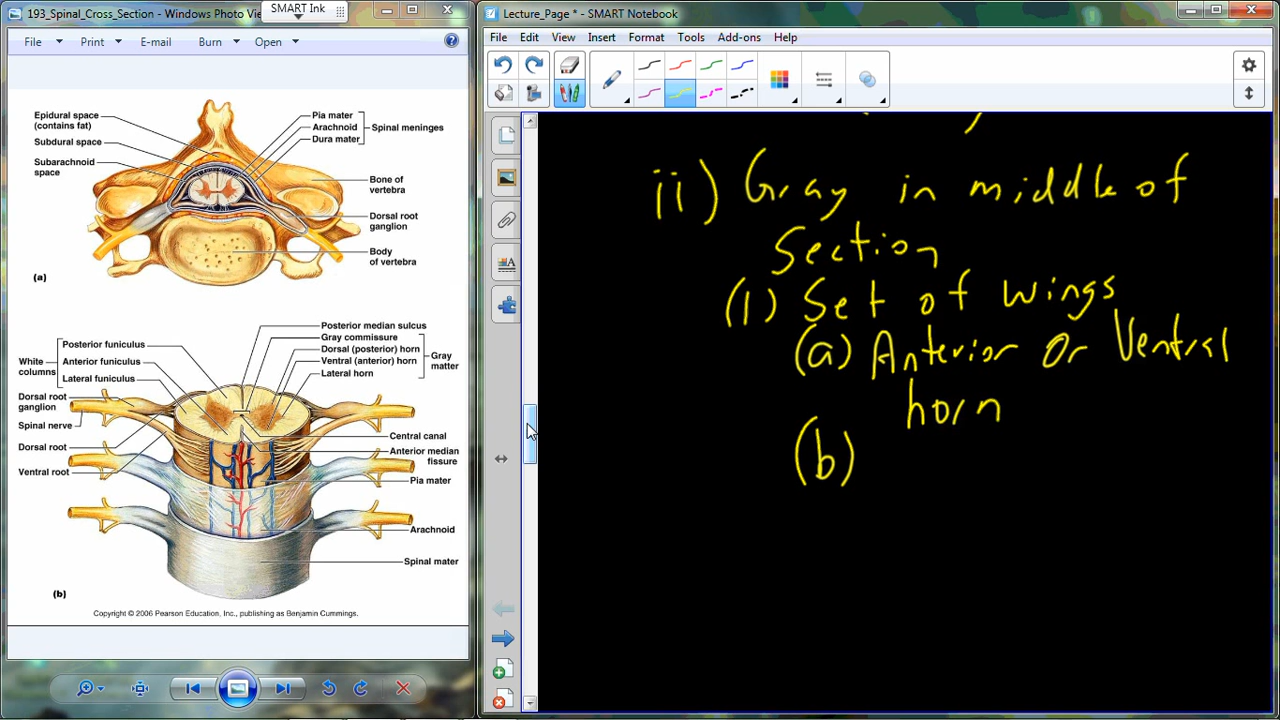 193_Spinal_Cross_Section - Windows Photo Vie
SMART Ink
File Print E-mail Burn Open
Epidural space
(contains fat)
Subdural space
Subarachnoid
space
Pia mater
Arachnoid
Dura mater
Spinal meninges
Bone of
vertebra
Dorsal root
ganglion
Body
of vertebra
(a)
Posterior median sulcus
Gray commissure
Dorsal (posterior) horn
Ventral (anterior) horn
Lateral horn
Gray
matter
Posterior funiculus
Anterior funiculus
Lateral funiculus
White
columns
Dorsal root
ganglion
Spinal nerve
Dorsal root
Ventral root
Central canal
Anterior median
fissure
Pia mater
Arachnoid
Spinal mater
(b)
Copyright © 2006 Pearson Education, Inc., publishing as Benjamin Cummings.
Lecture_Page * - SMART Notebook
File Edit View Insert Format Tools Add-ons Help
ii) Gray in middle of
Section
(1) Set of wings
(a) Anterior Or Ventral
horn
(b)